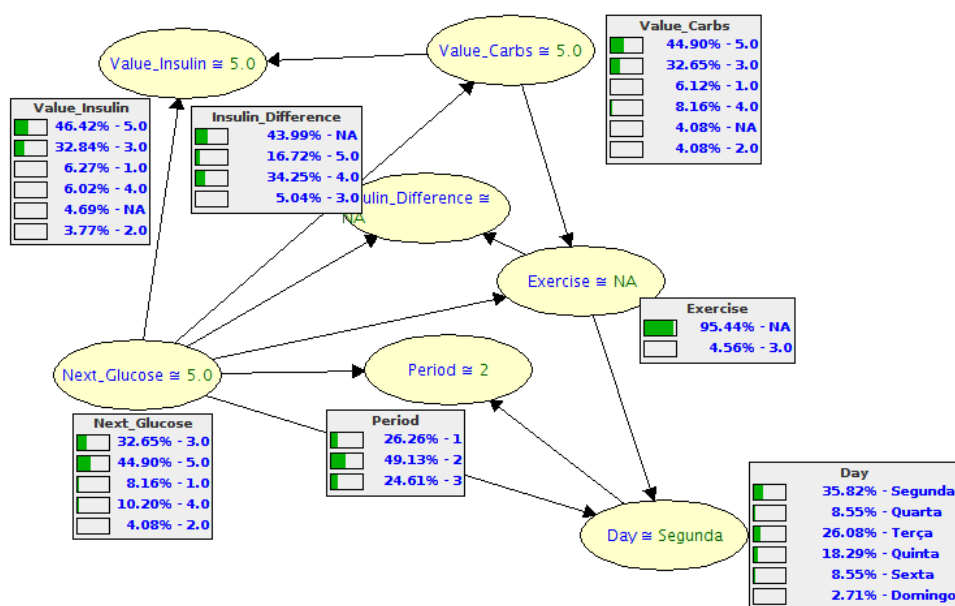 Value_Insulin ≅ 5.0
Value_Carbs ≅ 5.0
Value_Carbs
44.90% - 5.0
32.65% - 3.0
6.12% - 1.0
8.16% - 4.0
4.08% - NA
4.08% - 2.0
Value_Insulin
46.42% - 5.0
32.84% - 3.0
6.27% - 1.0
6.02% - 4.0
4.69% - NA
3.77% - 2.0
Insulin_Difference
43.99% - NA
16.72% - 5.0
34.25% - 4.0
5.04% - 3.0
ulin_Difference ≅
NA
Exercise ≅ NA
Exercise
95.44% - NA
4.56% - 3.0
Next_Glucose ≅ 5.0
Period ≅ 2
Next_Glucose
32.65% - 3.0
44.90% - 5.0
8.16% - 1.0
10.20% - 4.0
4.08% - 2.0
Period
26.26% - 1
49.13% - 2
24.61% - 3
Day ≅ Segunda
Day
35.82% - Segunda
8.55% - Quarta
26.08% - Terça
18.29% - Quinta
8.55% - Sexta
2.71% - Domingo